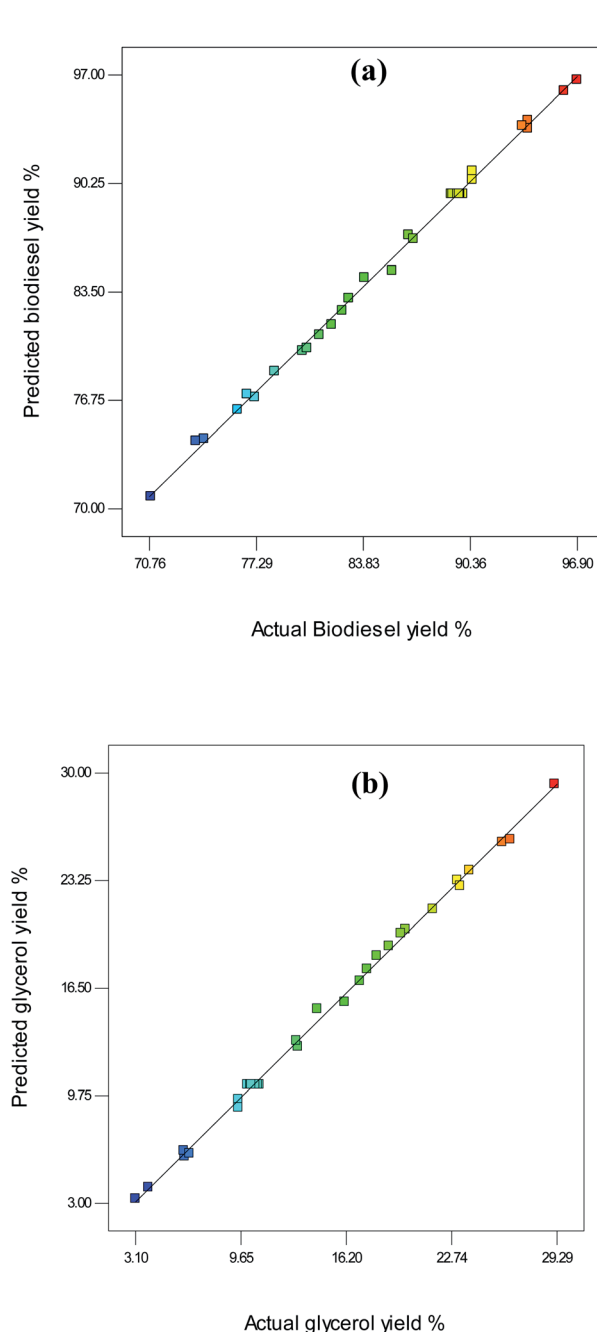 (a)
97.00
90.25
83.50
76.75
70.00
Predicted biodiesel yield %
70.76 77.29 83.83 90.36 96.90
Actual Biodiesel yield %
(b)
30.00
23.25
16.50
9.75
3.00
Predicted glycerol yield %
3.10 9.65 16.20 22.74 29.29
Actual glycerol yield %